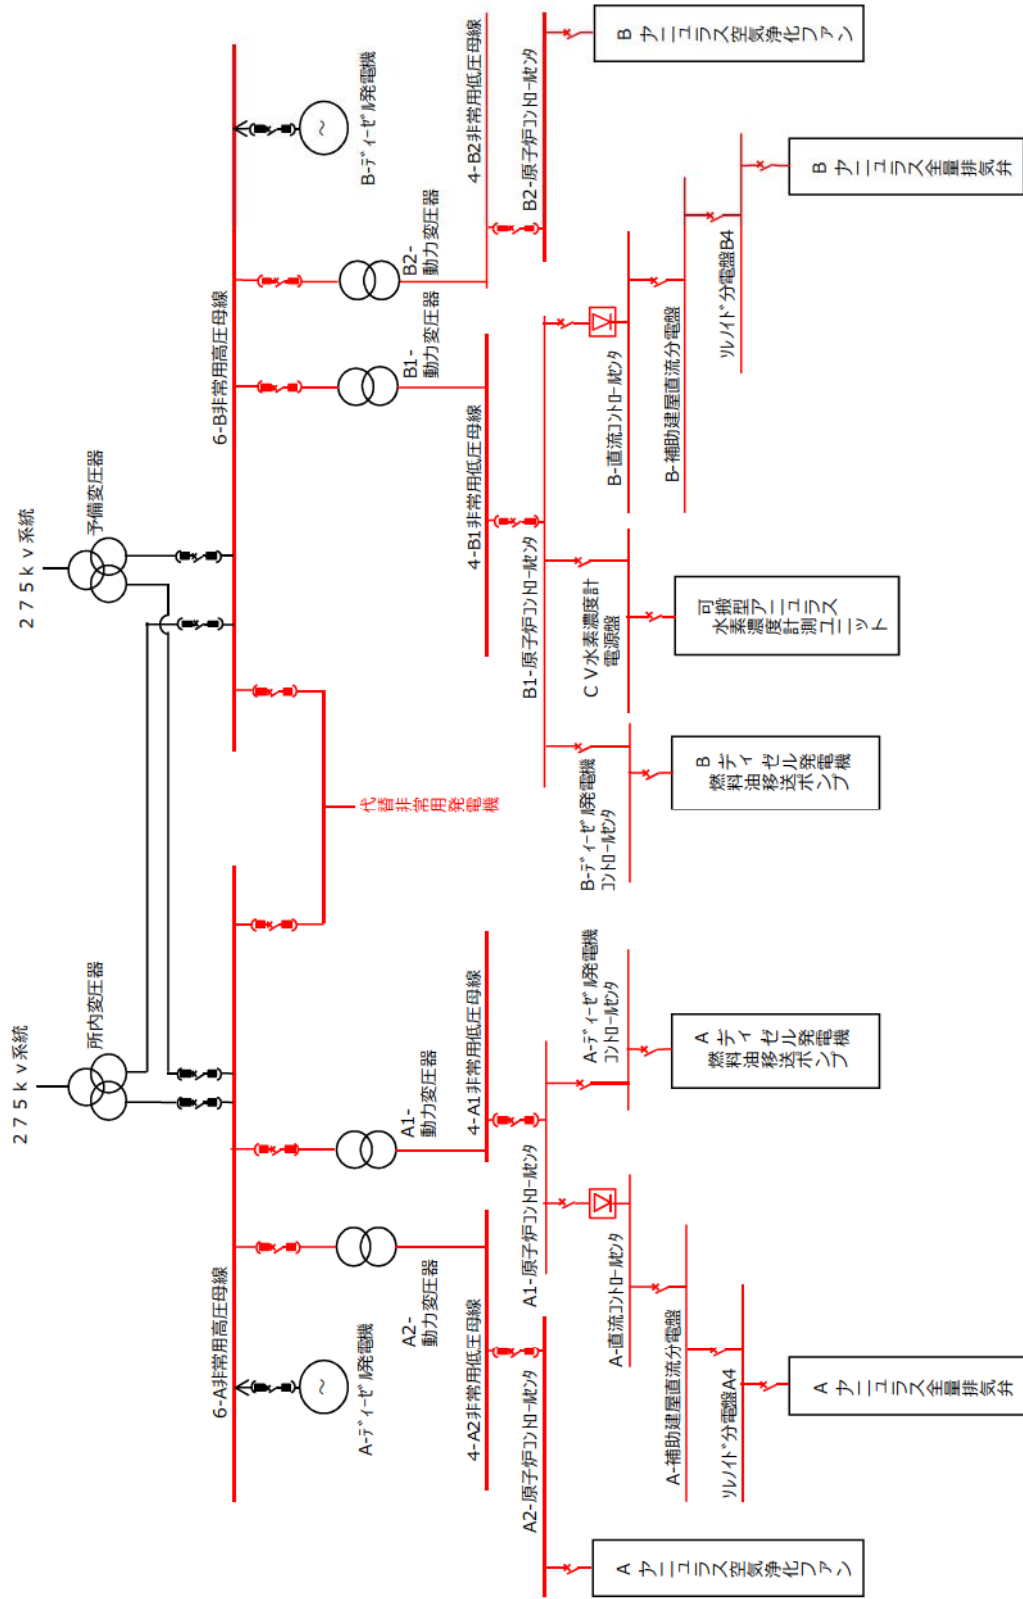 ２７５ｋｖ系統
２７５ｋｖ系統
所内変圧器
予備変圧器
6-A非常用高圧母線
6-B非常用高圧母線
A-ﾃﾞｨｰｾﾞﾙ発電機
B-ﾃﾞｨｰｾﾞﾙ発電機
代替非常用発電機
A2-
動力変圧器
A1-
動力変圧器
B1-
動力変圧器
B2-
動力変圧器
4-A2非常用低圧母線
4-A1非常用低圧母線
4-B1非常用低圧母線
4-B2非常用低圧母線
A2-原子炉ｺﾝﾄﾛｰﾙｾﾝﾀ
A1-原子炉ｺﾝﾄﾛｰﾙｾﾝﾀ
B1-原子炉ｺﾝﾄﾛｰﾙｾﾝﾀ
B2-原子炉ｺﾝﾄﾛｰﾙｾﾝﾀ
A-直流ｺﾝﾄﾛｰﾙｾﾝﾀ
A-ﾃﾞｨｰｾﾞﾙ発電機
ｺﾝﾄﾛｰﾙｾﾝﾀ
B-ﾃﾞｨｰｾﾞﾙ発電機
ｺﾝﾄﾛｰﾙｾﾝﾀ
ＣＶ水素濃度計
電源盤
B-直流ｺﾝﾄﾛｰﾙｾﾝﾀ
A-補助建屋直流分電盤
B-補助建屋直流分電盤
ｿﾚﾉｲﾄﾞ分電盤A4
ｿﾚﾉｲﾄﾞ分電盤B4
Aアニュラス空気浄化ファン
Aアニュラス全量排気弁
Aディゼル発電機
燃料油移送ポンプ
Bディゼル発電機
燃料油移送ポンプ
可搬型アニュラス
水素濃度計測ユニット
Bアニュラス全量排気弁
Bアニュラス空気浄化ファン